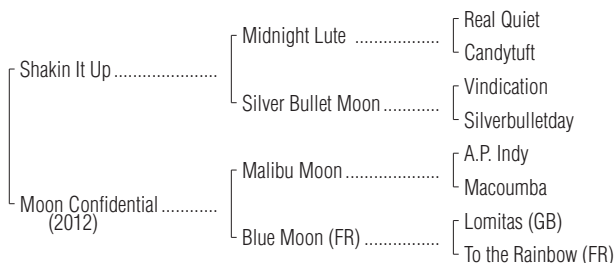 Real Quiet
Midnight Lute ..................
Candytuft
Shakin It Up ......................
Vindication
Silver Bullet Moon ............
Silverbulletday
A.P. Indy
Malibu Moon ....................
Macoumba
Moon Confidential ............
(2012)
Lomitas (GB)
Blue Moon (FR) ................
To the Rainbow (FR)